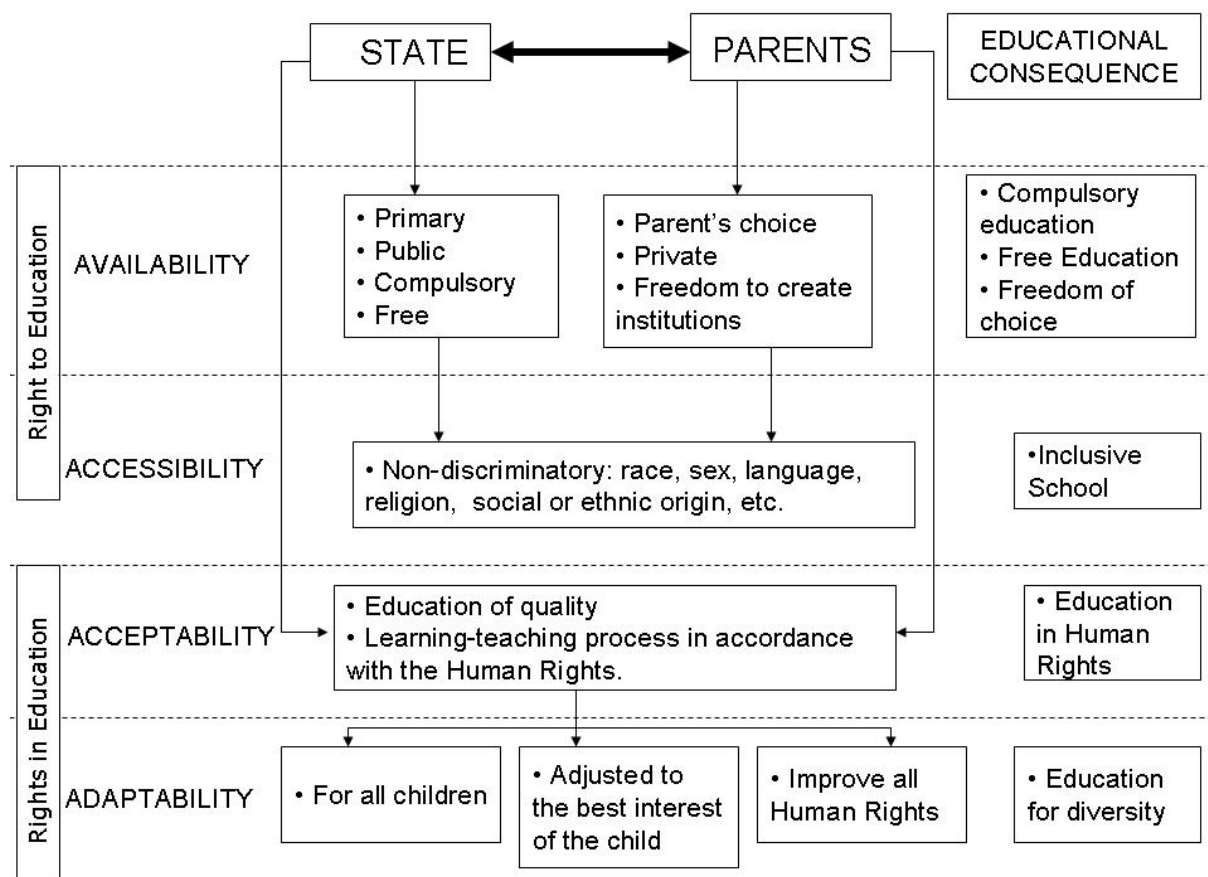 STATE
PARENTS
EDUCATIONAL
CONSEQUENCE
Right to Education
AVAILABILITY
• Primary
• Public
• Compulsory
• Free
• Parent's choice
• Private
• Freedom to create
institutions
• Compulsory
education
• Free Education
• Freedom of
choice
ACCESSIBILITY
• Non-discriminatory: race, sex, language,
religion, social or ethnic origin, etc.
•Inclusive
School
Rights in Education
ACCEPTABILITY
• Education of quality
• Learning-teaching process in accordance
with the Human Rights.
• Education
in Human
Rights
ADAPTABILITY
• For all children
• Adjusted to
the best interest
of the child
• Improve all
Human Rights
• Education
for diversity